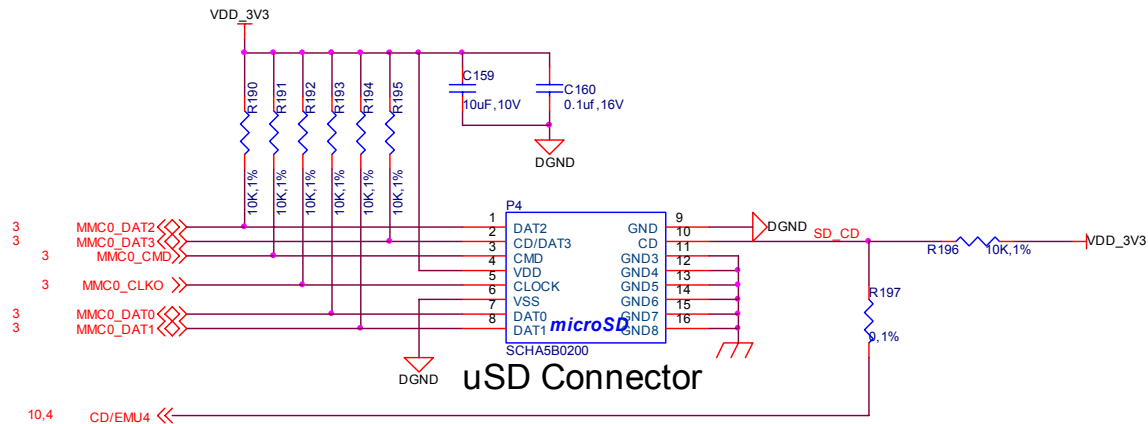 VDD_3V3
C159
10uF,10V
C160
0.1uf,16V
DGND
R190
R191
R192
R193
R194
R195
10K,1%
10K,1%
10K,1%
10K,1%
10K,1%
10K,1%
P4
3 MMC0_DAT2 1 DAT2 GND 9 DGND
3 MMC0_DAT3 2 CD/DAT3 CD 10 SD_CD R196 10K,1% VDD_3V3
3 MMC0_CMD 3 CMD GND3 11
4 VDD GND4 12
3 MMC0_CLKO 5 CLOCK GND5 13
6 VSS GND6 14
3 MMC0_DAT0 7 DAT0 GND7 15
3 MMC0_DAT1 8 DAT1 GND8 16
microSD
R197
0,1%
SCHA5B0200
DGND
uSD Connector
10,4 CD/EMU4